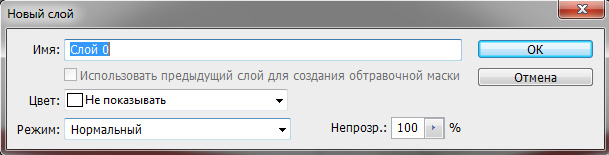 Новый слой
Имя: Слой 0
OK
Использовать предыдущий слой для создания обтравочной маски
Отмена
Цвет: Не показывать
Режим: Нормальный Непрозр.: 100 %